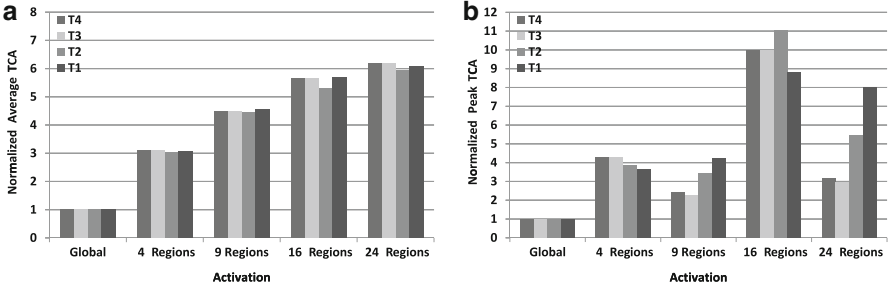 a
8
7
6
5
4
3
2
1
0
Normalized Average TCA
T4
T3
T2
T1
Global
4 Regions
9 Regions
16 Regions
24 Regions
Activation
b
12
11
10
9
8
7
6
5
4
3
2
1
0
Normalized Peak TCA
T4
T3
T2
T1
Global
4 Regions
9 Regions
16 Regions
24 Regions
Activation